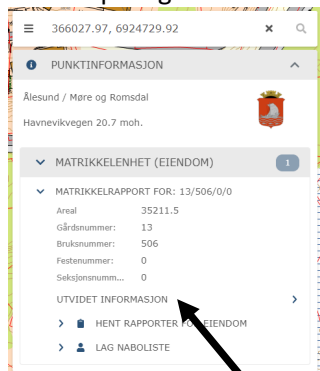 366027.97, 6924729.92
PUNKTINFORMASJON
Ålesund / Møre og Romsdal
Havnevikvegen 20.7 moh.
MATRIKKELENHET (EIENDOM) 1
MATRIKKELRAPPORT FOR: 13/506/0/0
Areal 35211.5
Gårdsnummer: 13
Bruksnummer: 506
Festenummer: 0
Seksjonsnumm... 0
UTVIDET INFORMASJON
HENT RAPPORTER FOR EIENDOM
LAG NABOLISTE